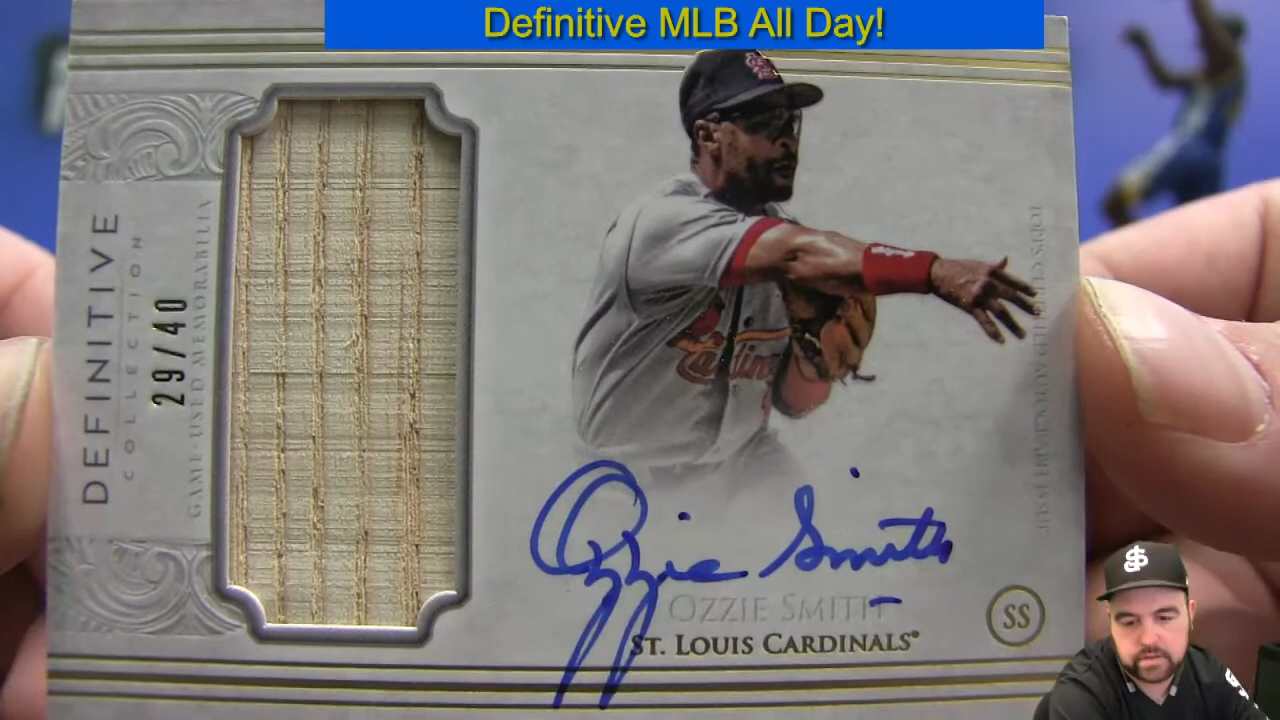 Definitive MLB All Day!
DEFINITIVE
COLLECTION
29/40
GAME-USED MEMORABILIA
Cardinals
Ozzie Smith
OZZIE SMITH
ST. LOUIS CARDINALS®
SS